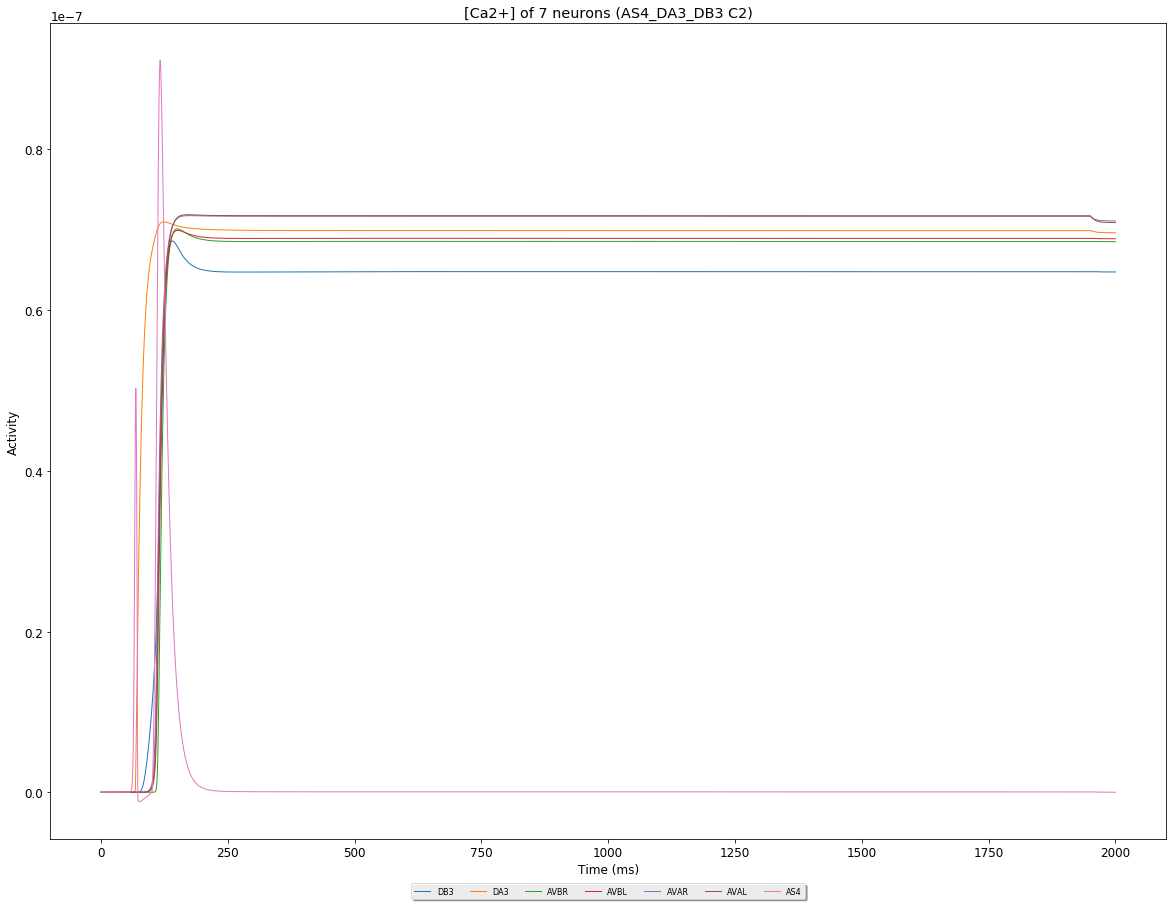 [Ca2+] of 7 neurons (AS4_DA3_DB3 C2)
1e−7
0.8
0.6
0.4
0.2
0.0
Activity
0 250 500 750 1000 1250 1500 1750 2000
Time (ms)
DB3 DA3 AVBR AVBL AVAR AVAL AS4